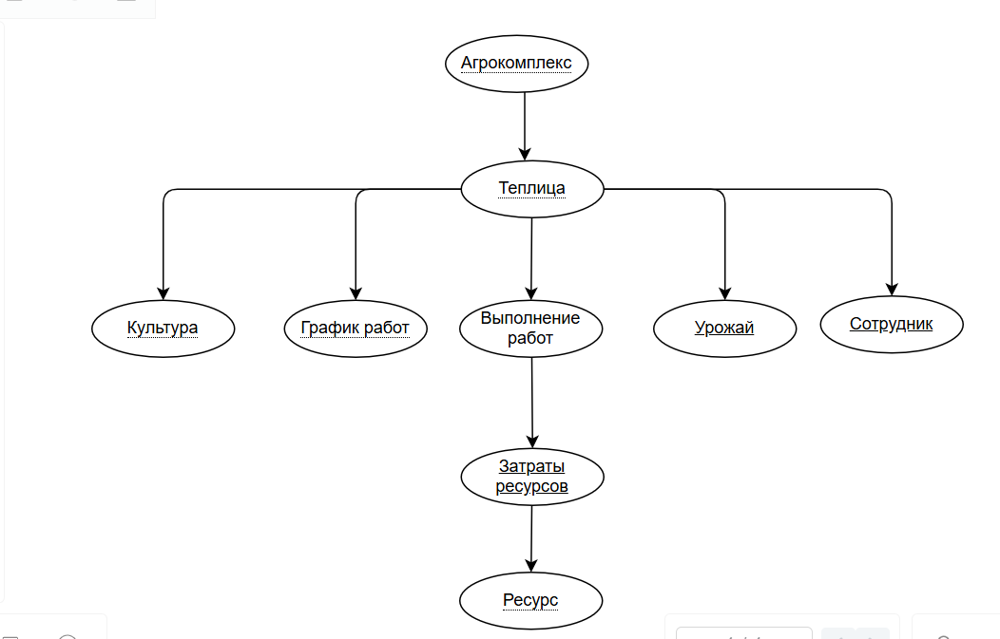 Агрокомплекс
Теплица
Культура
График работ
Выполнение
работ
Урожай
Сотрудник
Затраты
ресурсов
Ресурс